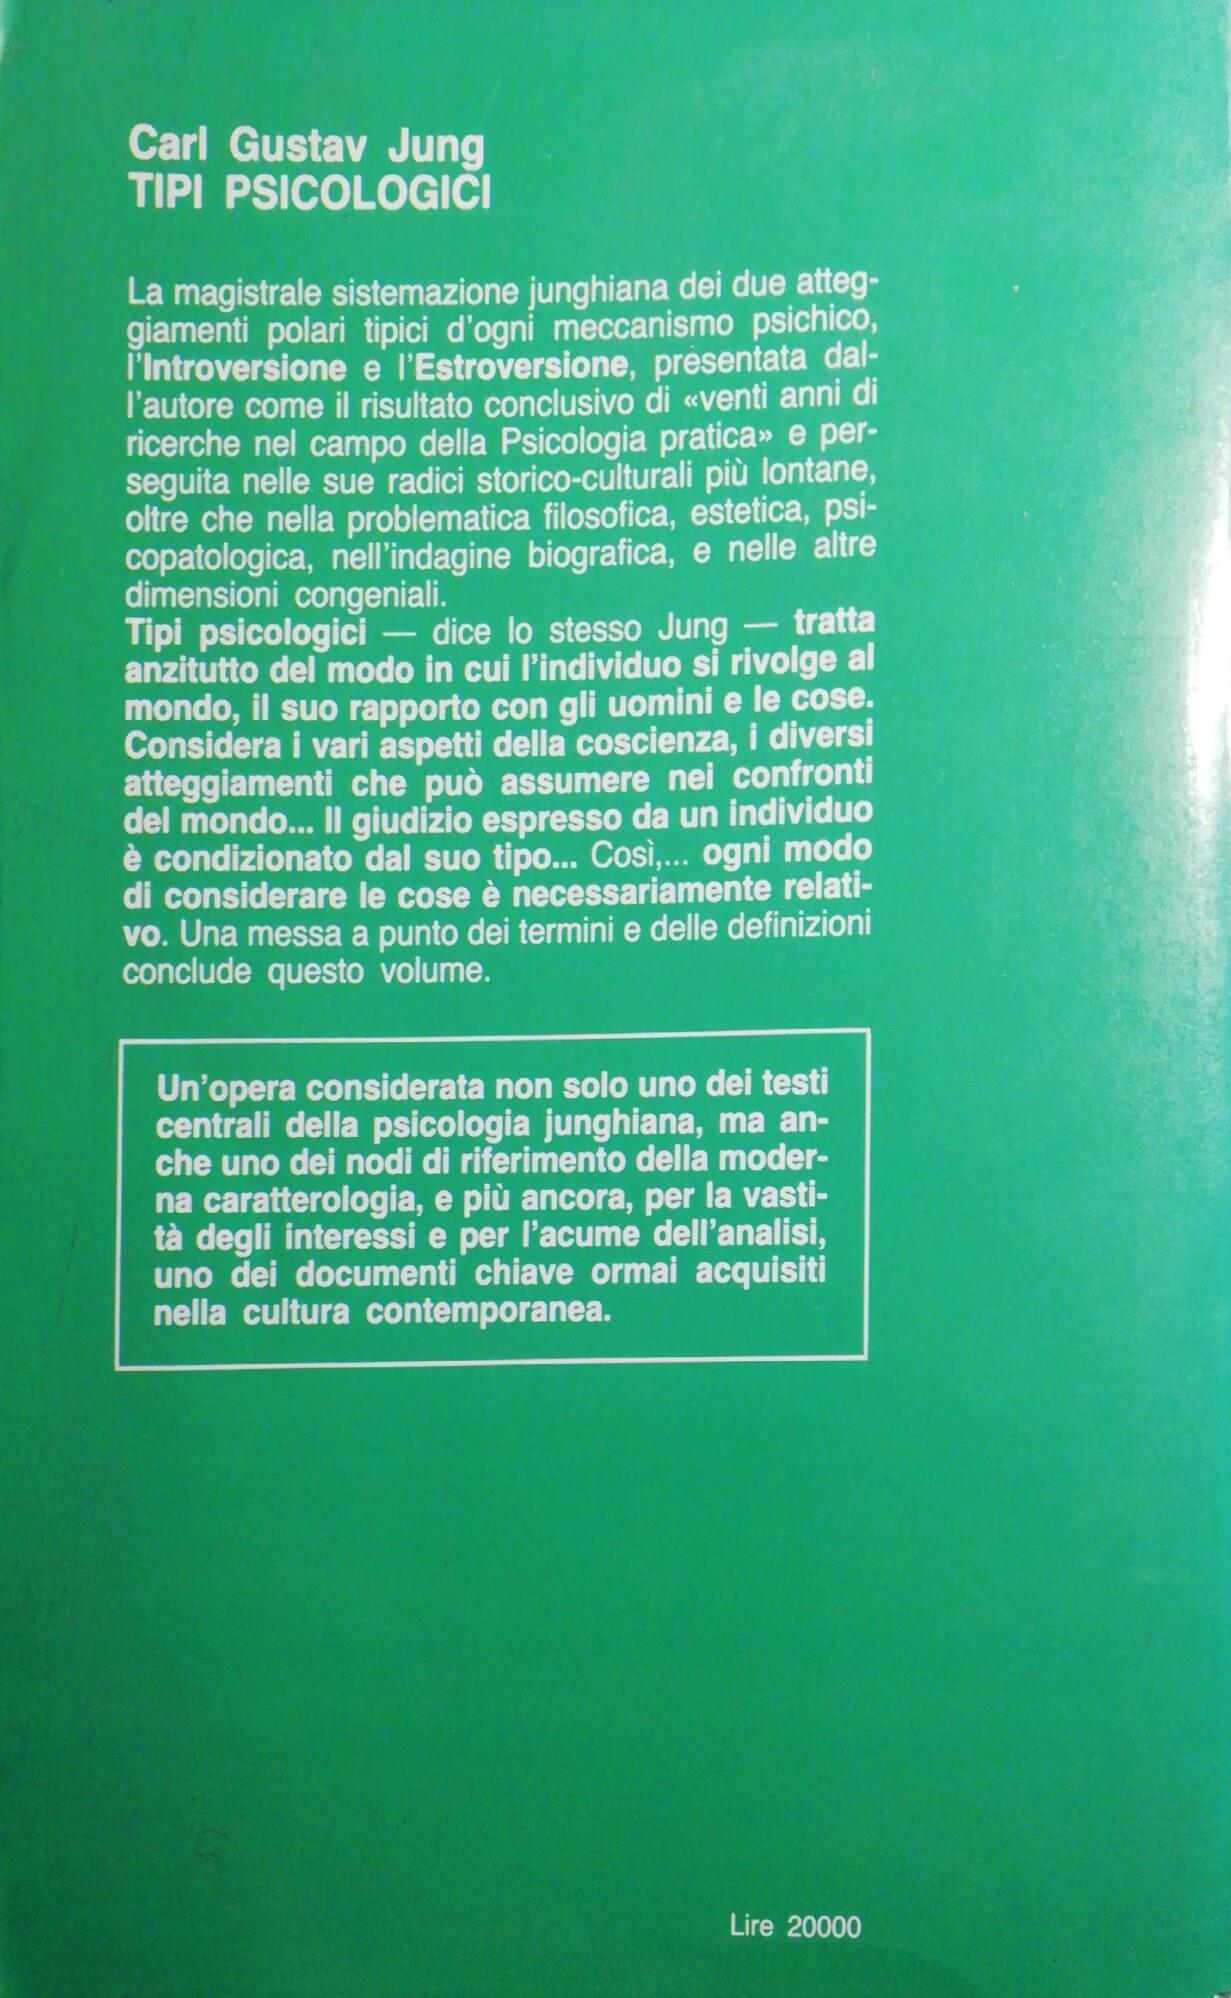 Carl Gustav Jung
TIPI PSICOLOGICI
La magistrale sistemazione junghiana dei due atteg-
giamenti polari tipici d'ogni meccanismo psichico,
l'Introversione e l'Estroversione, presentata dal-
l'autore come il risultato conclusivo di «venti anni di
ricerche nel campo della Psicologia pratica» e per-
seguita nelle sue radici storico-culturali più lontane,
oltre che nella problematica filosofica, estetica, psi-
copatologica, nell'indagine biografica, e nelle altre
dimensioni congeniali.
Tipi psicologici — dice lo stesso Jung — tratta
anzitutto del modo in cui l'individuo si rivolge al
mondo, il suo rapporto con gli uomini e le cose.
Considera i vari aspetti della coscienza, i diversi
atteggiamenti che può assumere nei confronti
del mondo... Il giudizio espresso da un individuo
è condizionato dal suo tipo... Così,... ogni modo
di considerare le cose è necessariamente relati-
vo. Una messa a punto dei termini e delle definizioni
conclude questo volume.
Un'opera considerata non solo uno dei testi
centrali della psicologia junghiana, ma an-
che uno dei nodi di riferimento della moder-
na caratterologia, e più ancora, per la vasti-
tà degli interessi e per l'acume dell'analisi,
uno dei documenti chiave ormai acquisiti
nella cultura contemporanea.
Lire 20000